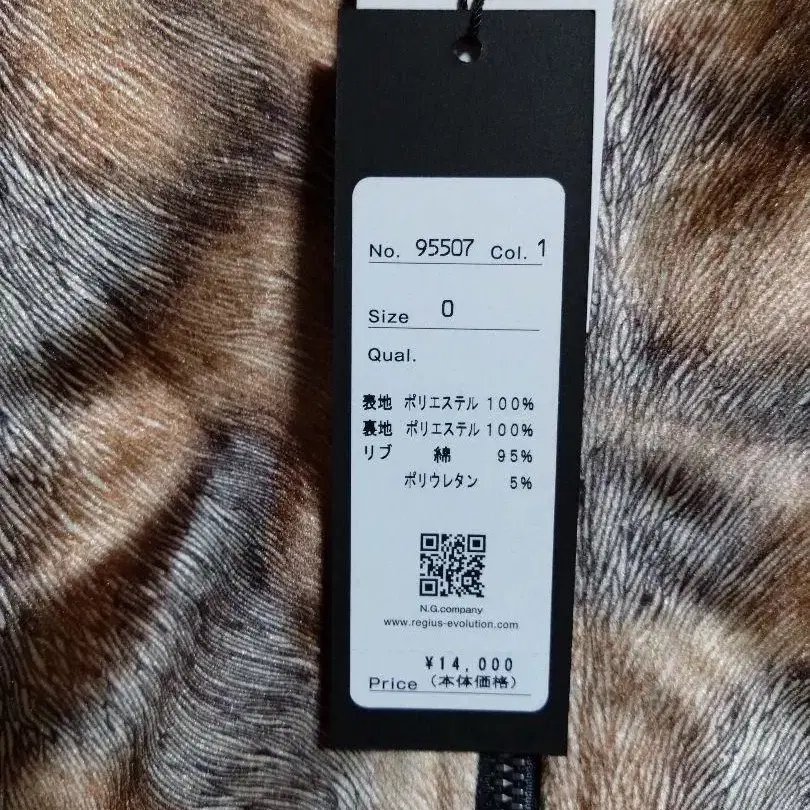 No. 95507 Col. 1
Size 0
Qual.
表地 ポリエステル 100%
裏地 ポリエステル 100%
リブ 綿 95%
ポリウレタン 5%
N.G.company
www.regius-evolution.com
¥14,000
Price (本体価格)